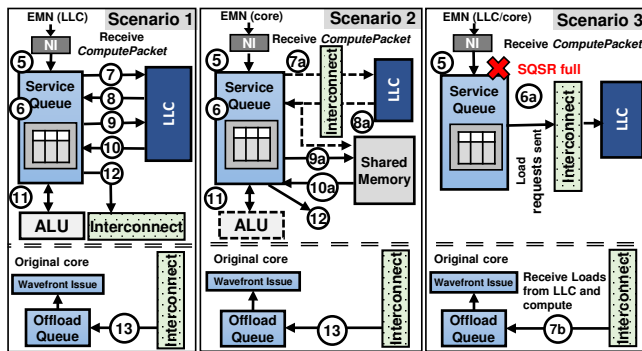 Scenario 1
EMN (LLC)
NI
Receive
ComputePacket
5
Service
Queue
6
7
8
9
10
LLC
12
11
ALU
Interconnect
Original core
Wavefront Issue
Offload
Queue
13
Interconnect
Scenario 2
EMN (core)
NI
Receive ComputePacket
7a
5
Service
Queue
6
Interconnect
LLC
8a
9a
Shared
Memory
10a
11
12
ALU
Original core
Wavefront Issue
Offload
Queue
13
Interconnect
Scenario 3
EMN (LLC/core)
NI
Receive ComputePacket
5
SQSR full
Service
Queue
6a
Load
requests sent
Interconnect
LLC
Original core
Wavefront Issue
Receive Loads
from LLC and
compute
Offload
Queue
7b
Interconnect